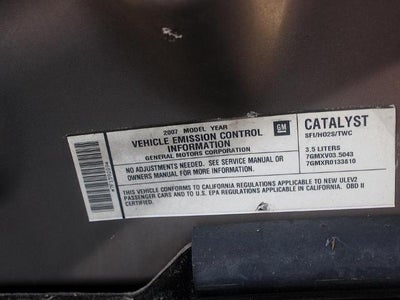 2007 MODEL YEAR
VEHICLE EMISSION CONTROL
INFORMATION
GENERAL MOTORS CORPORATION
GM
NO ADJUSTMENTS NEEDED. SEE SERVICE MANUAL OR
OWNERS MANUAL FOR MORE INFORMATION.
THIS VEHICLE CONFORMS TO CALIFORNIA REGULATIONS APPLICABLE TO NEW ULEV2
PASSENGER CARS AND TO U.S. EPA REGULATIONS APPLICABLE IN CALIFORNIA. OBD II
CERTIFIED.
CATALYST
SFI/HO2S/TWC
3.5 LITERS
7GMXV03.5043
7GMXR0133810